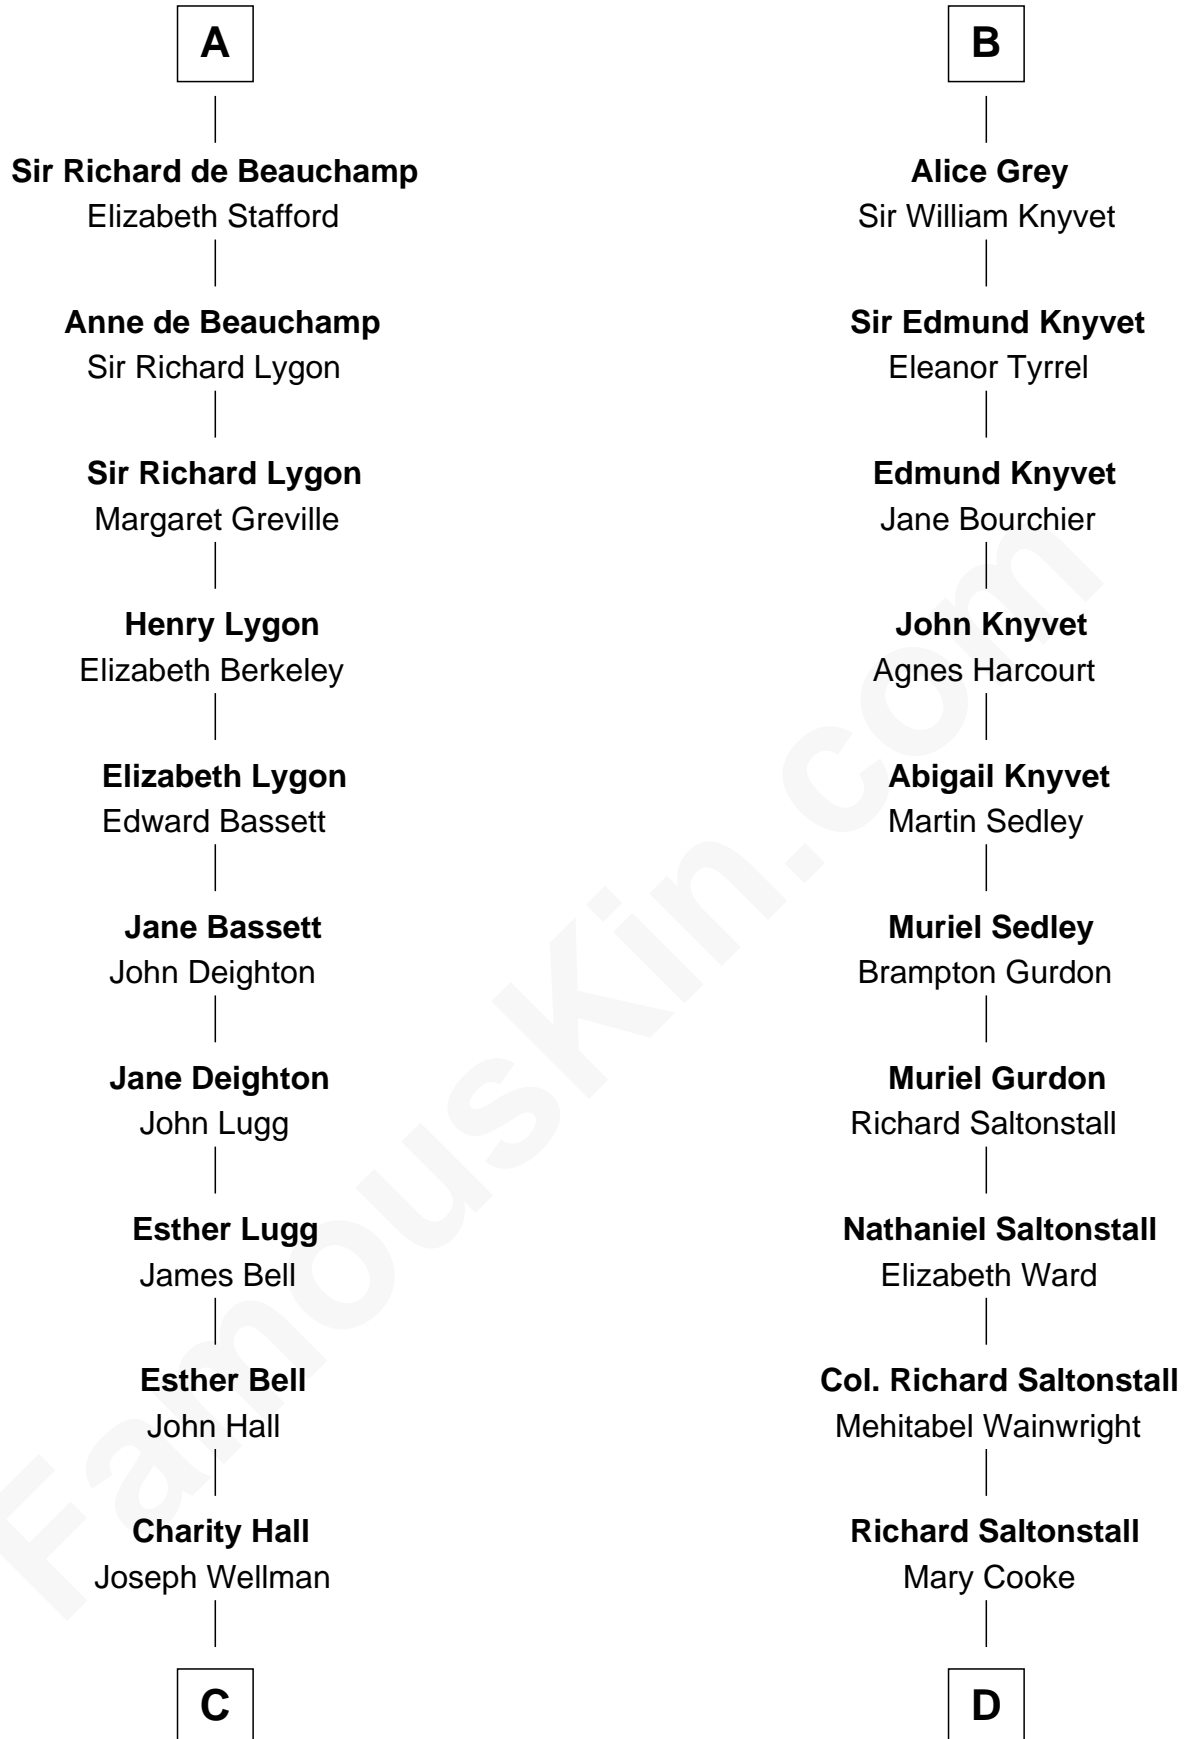 A
Sir Richard de Beauchamp
Elizabeth Stafford
Anne de Beauchamp
Sir Richard Lygon
Sir Richard Lygon
Margaret Greville
Henry Lygon
Elizabeth Berkeley
Elizabeth Lygon
Edward Bassett
Jane Bassett
John Deighton
Jane Deighton
John Lugg
Esther Lugg
James Bell
Esther Bell
John Hall
Charity Hall
Joseph Wellman
C
B
Alice Grey
Sir William Knyvet
Sir Edmund Knyvet
Eleanor Tyrrel
Edmund Knyvet
Jane Bourchier
John Knyvet
Agnes Harcourt
Abigail Knyvet
Martin Sedley
Muriel Sedley
Brampton Gurdon
Muriel Gurdon
Richard Saltonstall
Nathaniel Saltonstall
Elizabeth Ward
Col. Richard Saltonstall
Mehitabel Wainwright
Richard Saltonstall
Mary Cooke
D
FamousKin.com